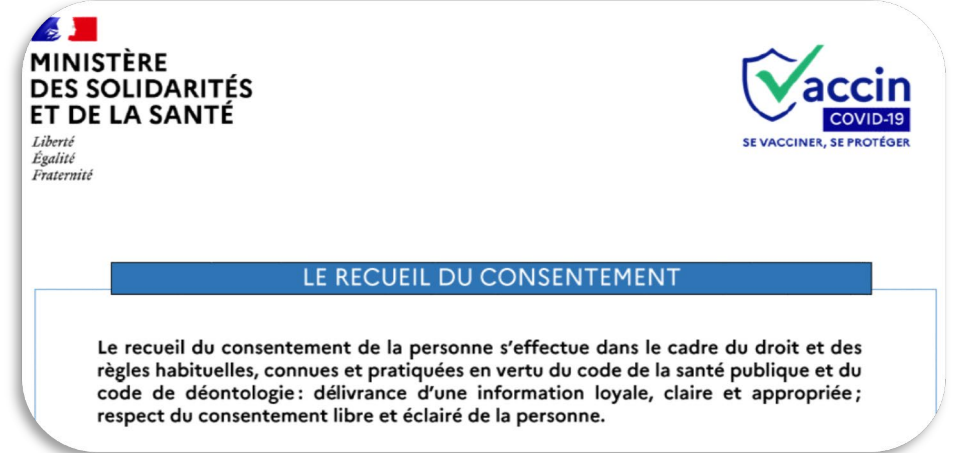 MINISTÈRE
DES SOLIDARITÉS
ET DE LA SANTÉ
Liberté
Égalité
Fraternité
Vaccin
COVID-19
SE VACCINER, SE PROTÉGER
LE RECUEIL DU CONSENTEMENT
Le recueil du consentement de la personne s'effectue dans le cadre du droit et des
règles habituelles, connues et pratiquées en vertu du code de la santé publique et du
code de déontologie : délivrance d'une information loyale, claire et appropriée ;
respect du consentement libre et éclairé de la personne.